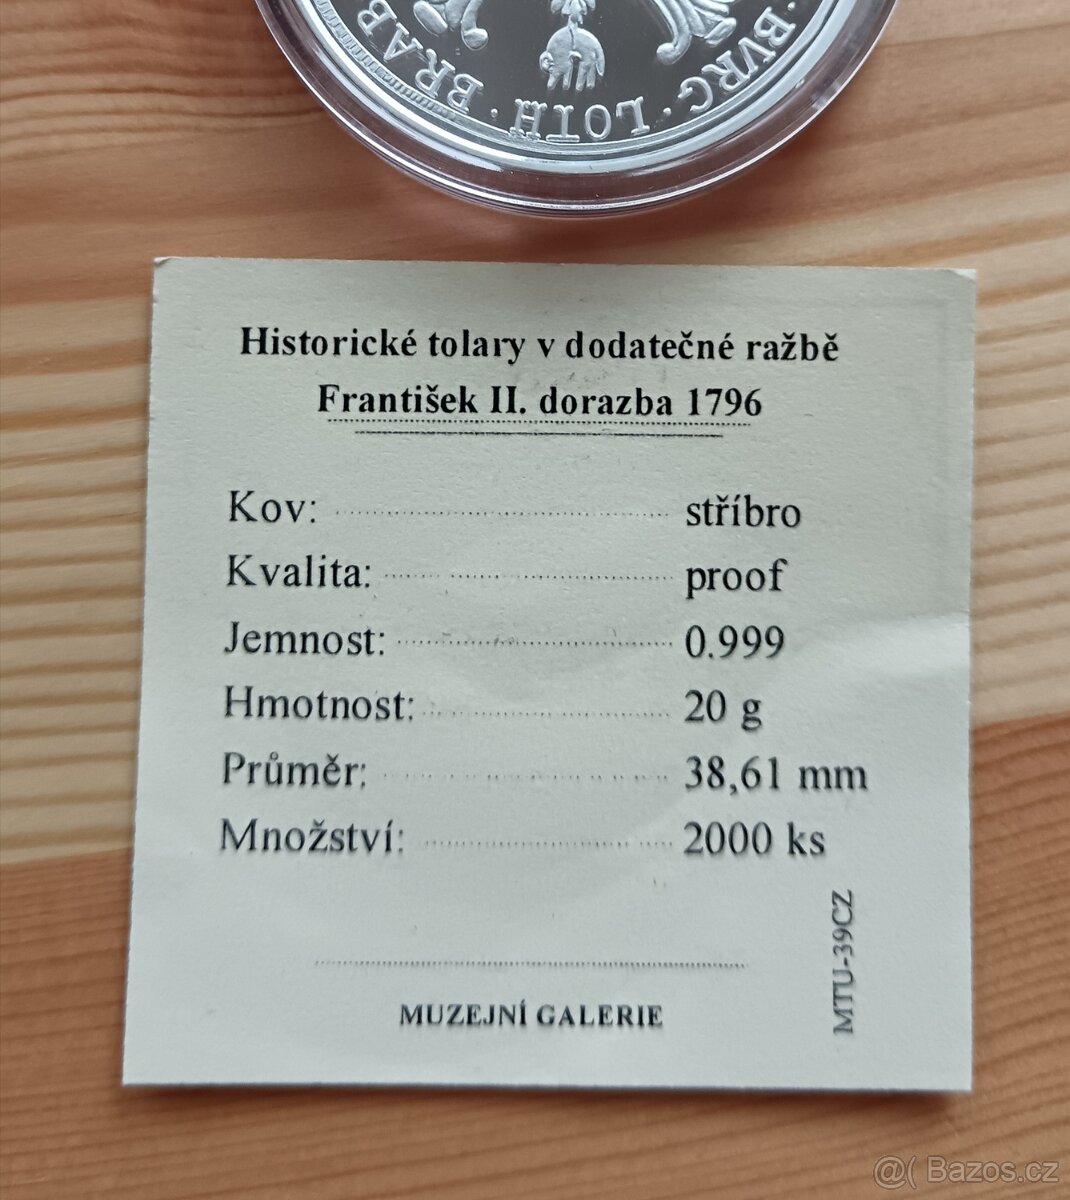 BRAB · LOTH · BVRG ·
Historické tolary v dodatečné ražbě
František II. dorazba 1796
Kov: stříbro
Kvalita: proof
Jemnost: 0.999
Hmotnost: 20 g
Průměr: 38,61 mm
Množství: 2000 ks
MUZEJNÍ GALERIE
MTU-39CZ
@( Bazos.cz